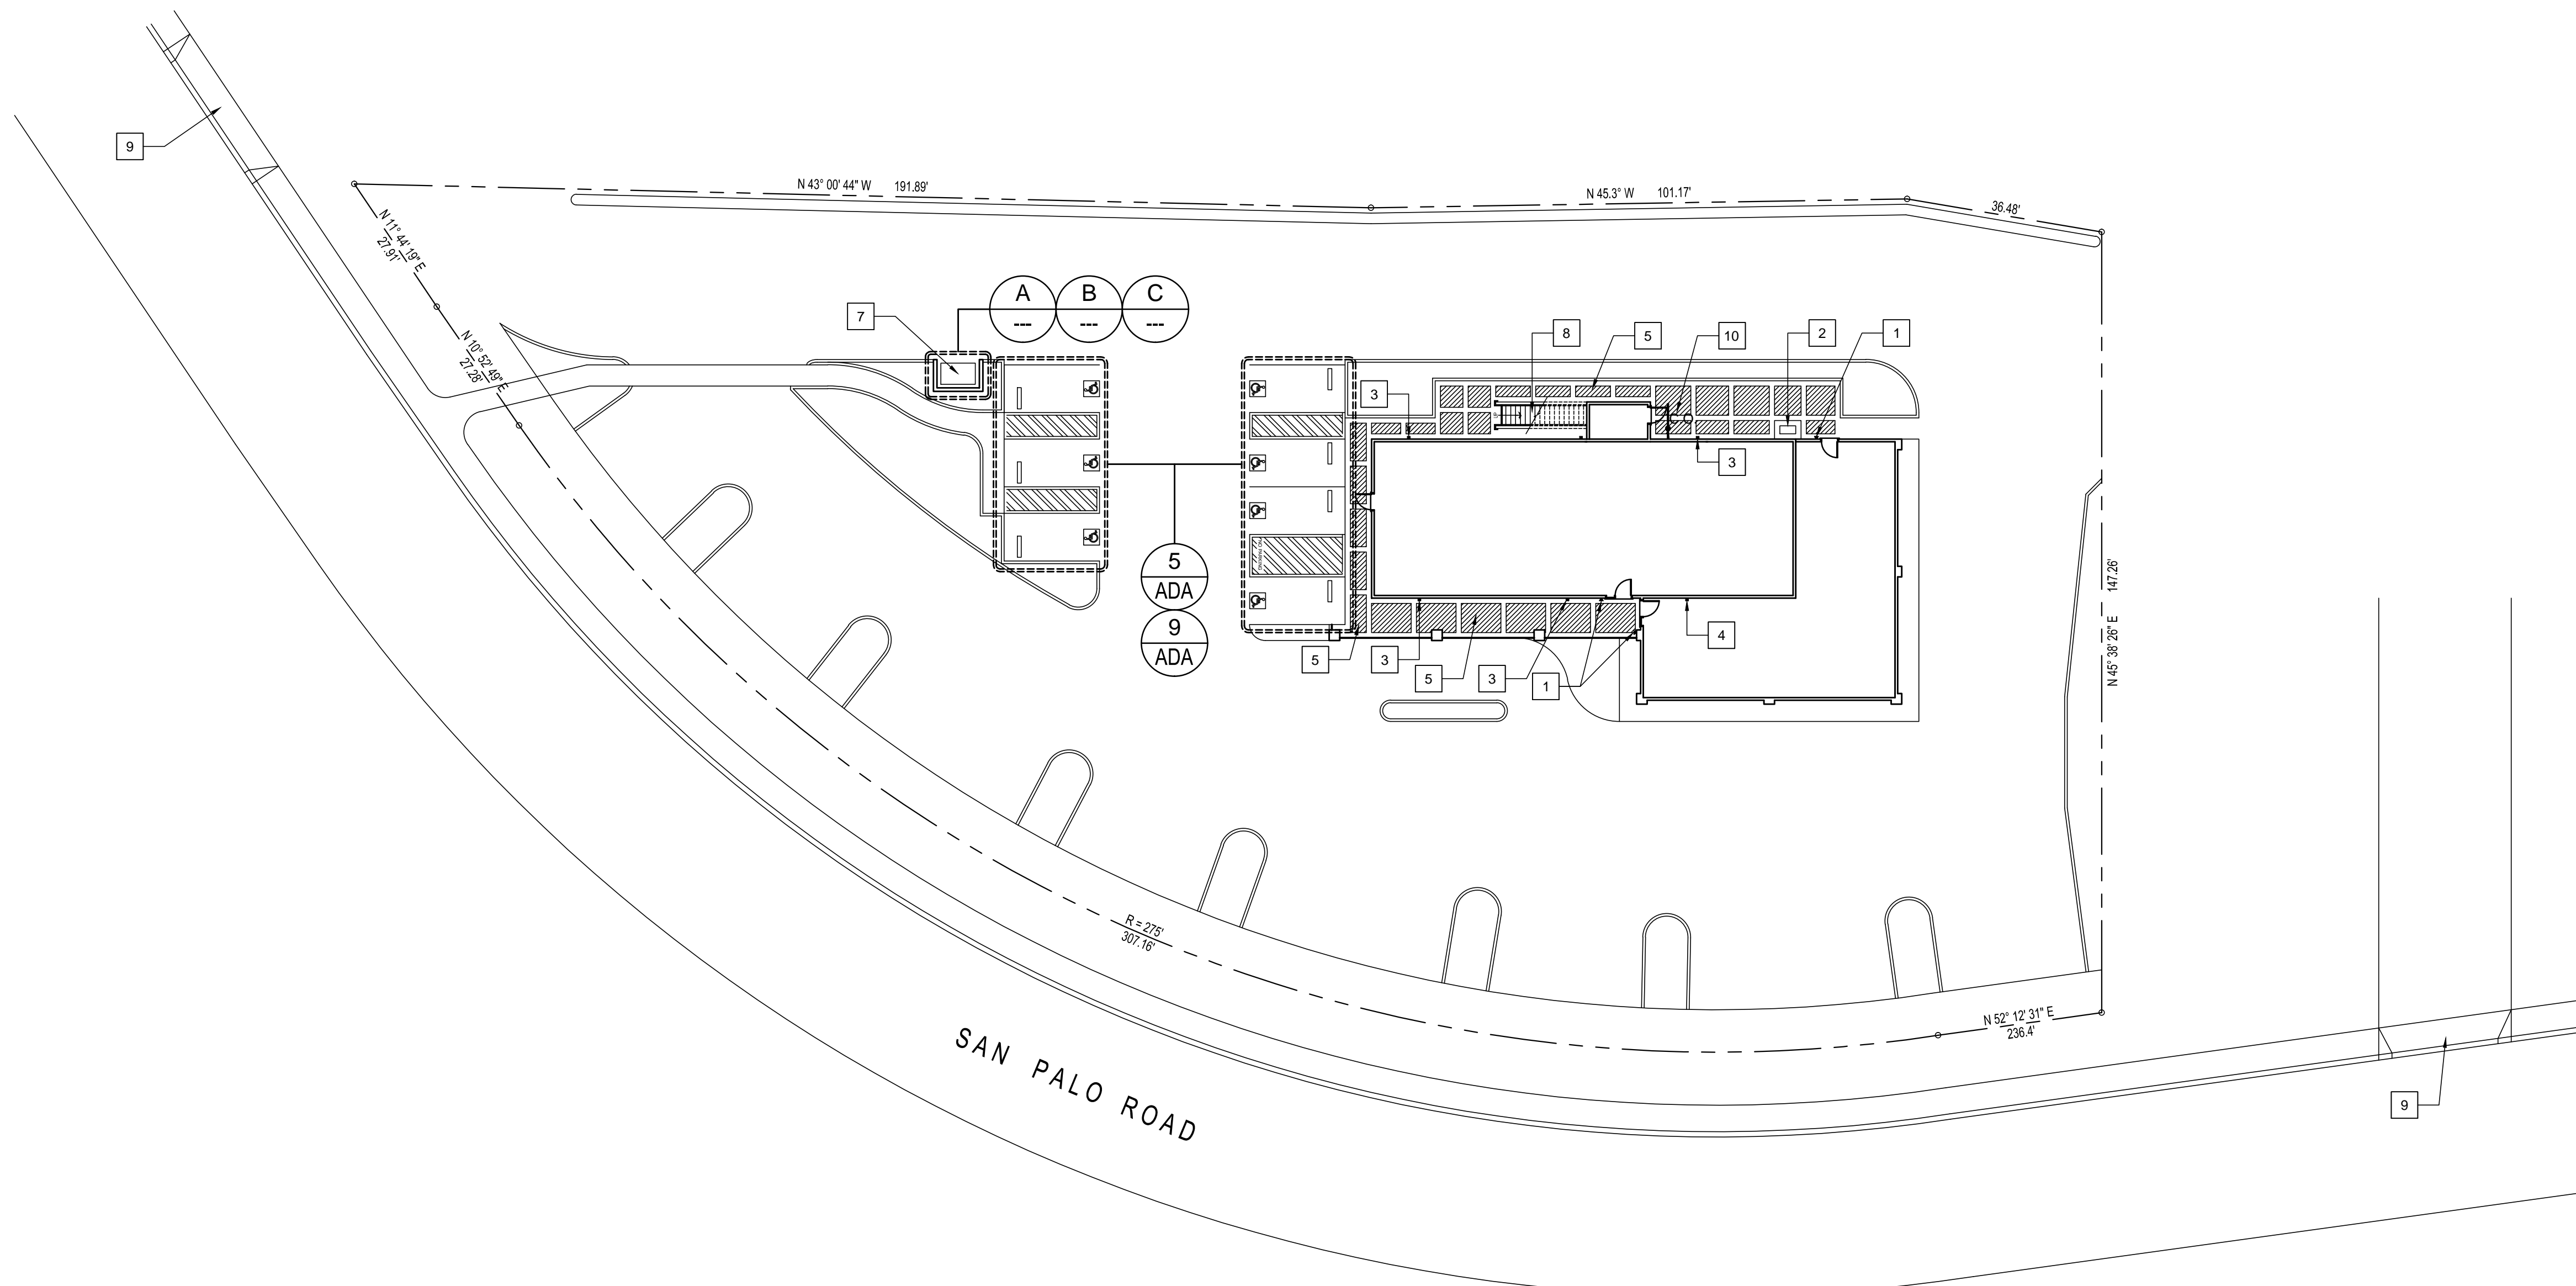 9
N 43° 00' 44" W 191.89'
N 45.3° W 101.17'
36.48'
N 11° 44' 19" E
27.91'
N 10° 52' 49" E
27.28'
7
A
---
B
---
C
---
8
5
10
2
1
3
3
5
ADA
9
ADA
4
5
3
5
3
1
N 45° 38' 26" E 147.26'
R = 275'
307.16'
N 52° 12' 31" E
236.4'
SAN PALO ROAD
9